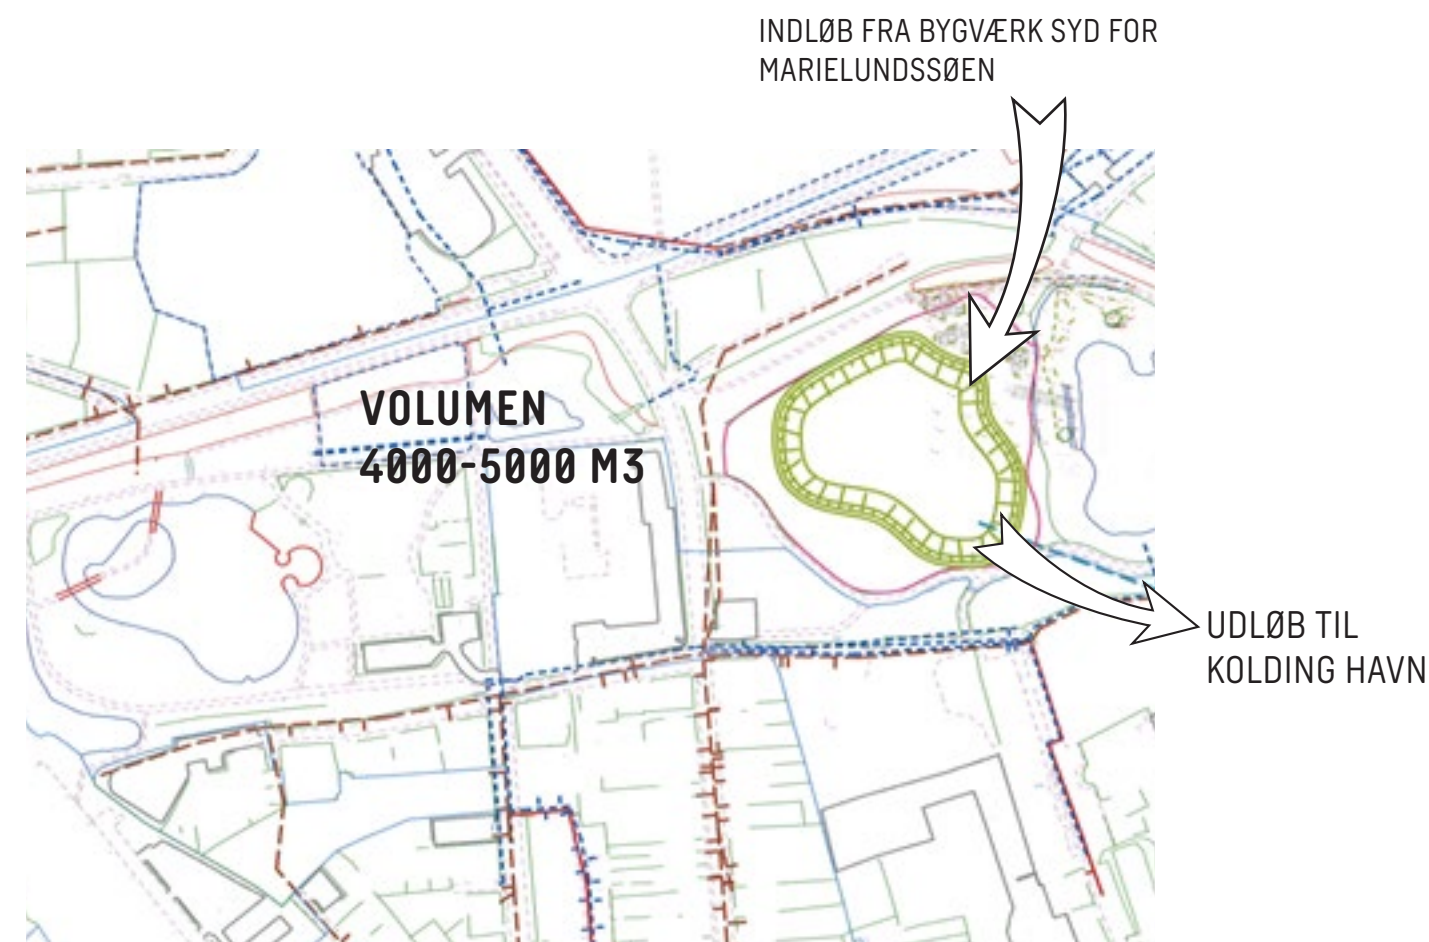 INDLØB FRA BYGVÆRK SYD FOR
MARIELUNDSSØEN
VOLUMEN
4000-5000 M3
UDLØB TIL
KOLDING HAVN